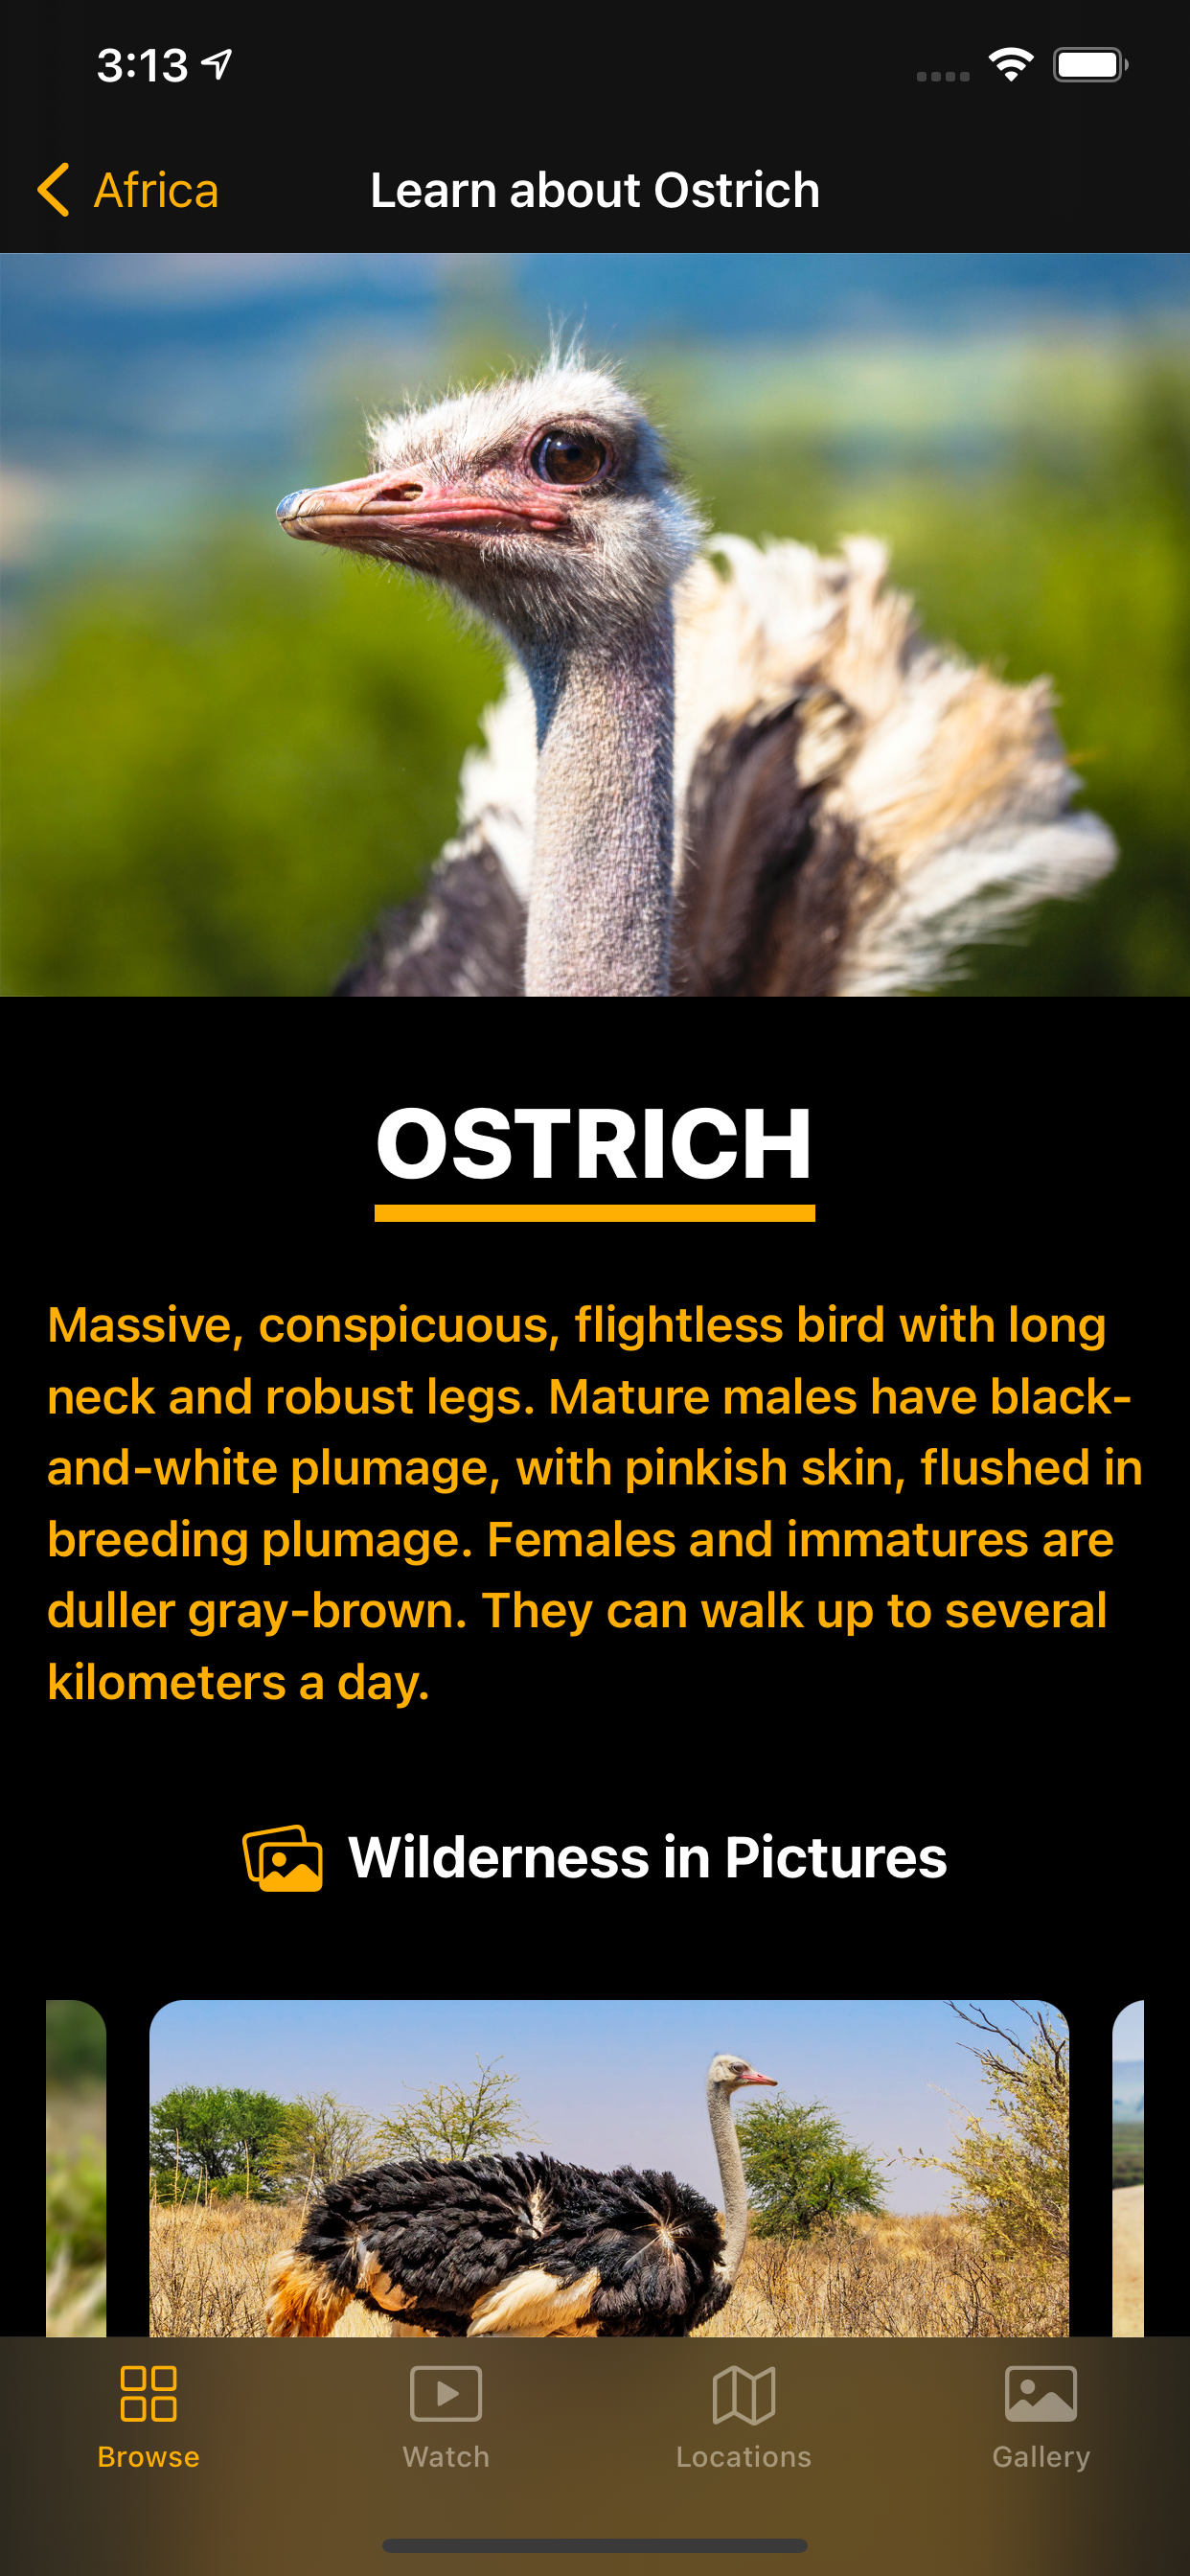 3:13
Africa
Learn about Ostrich
OSTRICH
Massive, conspicuous, flightless bird with long
neck and robust legs. Mature males have black-
and-white plumage, with pinkish skin, flushed in
breeding plumage. Females and immatures are
duller gray-brown. They can walk up to several
kilometers a day.
Wilderness in Pictures
Browse
Watch
Locations
Gallery